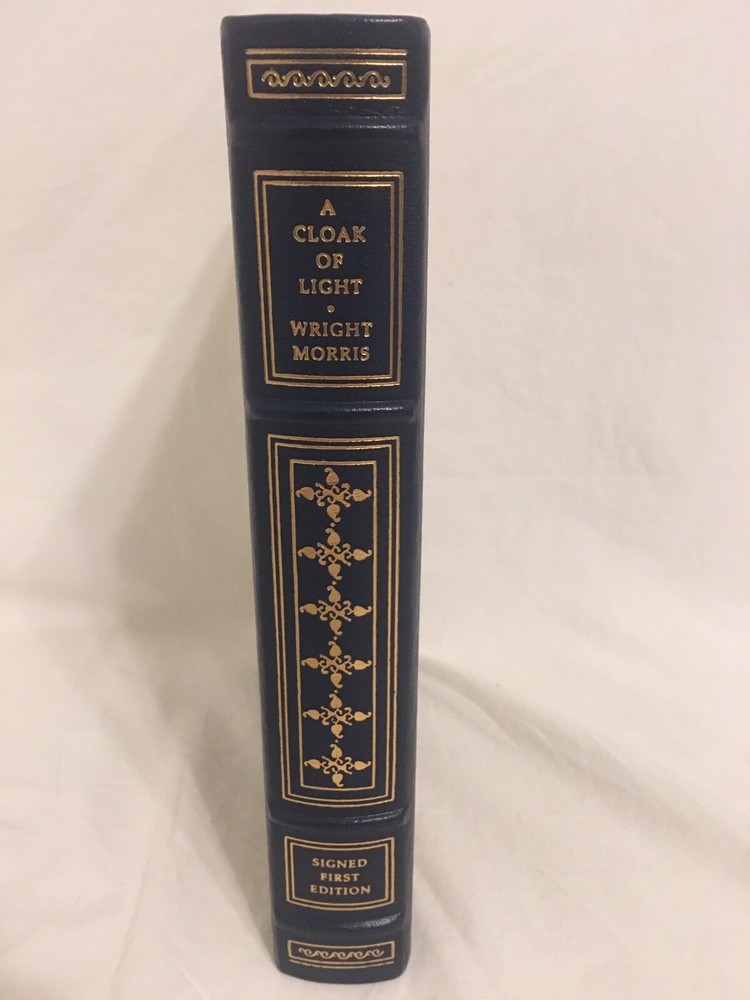 A
CLOAK
OF
LIGHT
•
WRIGHT
MORRIS
SIGNED
FIRST
EDITION